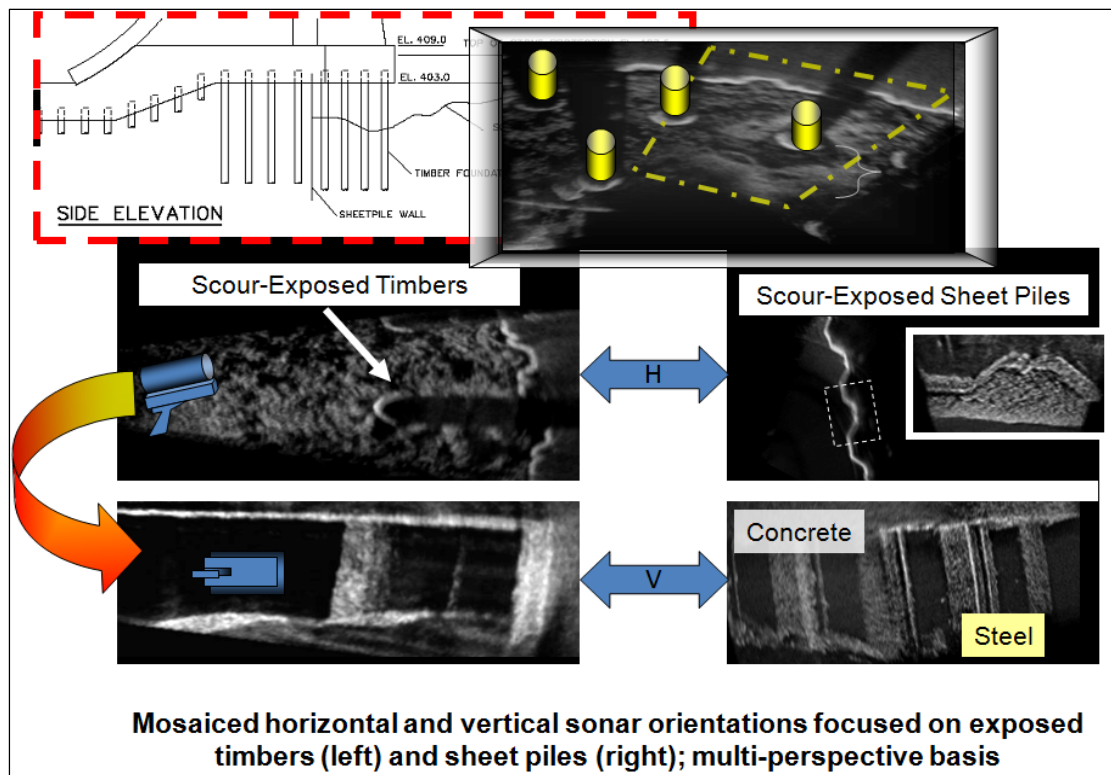 EL. 409.0
EL. 403.0
TIMBER FOUNDAT
SHEETPILE WALL
SIDE ELEVATION
Scour-Exposed Timbers
Scour-Exposed Sheet Piles
H
Concrete
V
Steel
Mosaiced horizontal and vertical sonar orientations focused on exposed
timbers (left) and sheet piles (right); multi-perspective basis